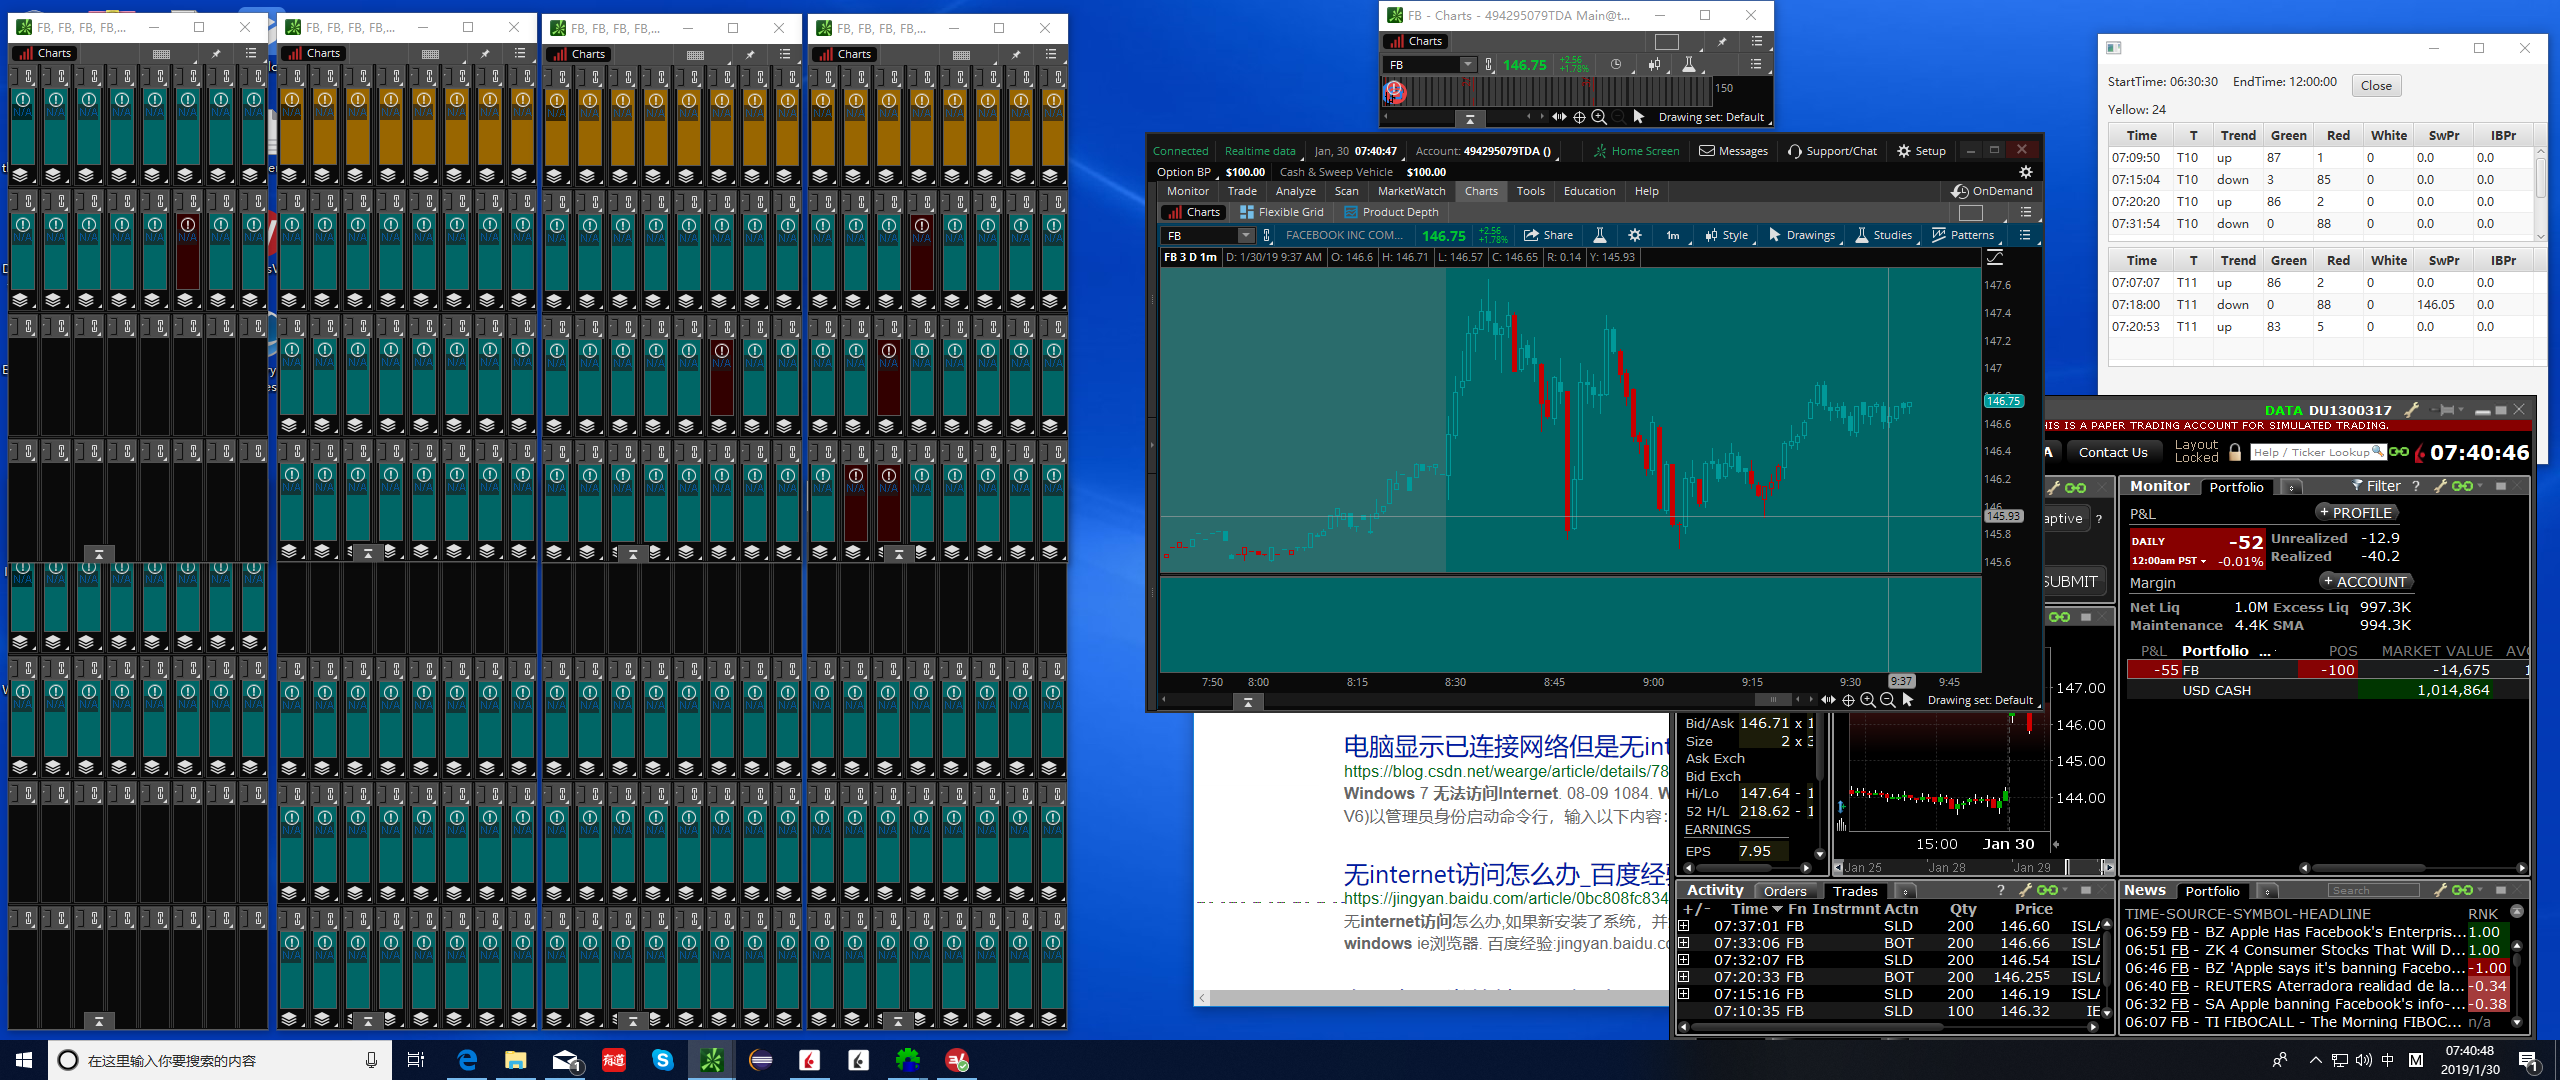 FB, FB, FB, FB,...
FB, FB, FB, FB,...
FB, FB, FB, FB,...
FB, FB, FB, FB,...
Charts
Charts
Charts
Charts
FB - Charts - 494295079TDA Main@t...
Charts
FB 146.75 +2.56 +1.78%
150
Drawing set: Default
Connected Realtime data Jan, 30 07:40:47 Account: 494295079TDA () Home Screen Messages Support/Chat Setup
Option BP $100.00 Cash & Sweep Vehicle $100.00
Monitor Trade Analyze Scan MarketWatch Charts Tools Education Help OnDemand
Charts Flexible Grid Product Depth
FB FACEBOOK INC COM... 146.75 +2.56 +1.78% Share 1m Style Drawings Studies Patterns
FB 3 D 1m D: 1/30/19 9:37 AM O: 146.6 H: 146.71 L: 146.57 C: 146.65 R: 0.14 Y: 145.93
147.6
147.4
147.2
147
146.75
146.6
146.4
146.2
146
145.93
145.8
145.6
7:50 8:00 8:15 8:30 8:45 9:00 9:15 9:30 9:37 9:45
Drawing set: Default
StartTime: 06:30:30 EndTime: 12:00:00 Close
Yellow: 24
Time T Trend Green Red White SwPr IBPr
07:09:50 T10 up 87 1 0 0.0 0.0
07:15:04 T10 down 3 85 0 0.0 0.0
07:20:20 T10 up 86 2 0 0.0 0.0
07:31:54 T10 down 0 88 0 0.0 0.0
Time T Trend Green Red White SwPr IBPr
07:07:07 T11 up 86 2 0 0.0 0.0
07:18:00 T11 down 0 88 0 146.05 0.0
07:20:53 T11 up 83 5 0 0.0 0.0
DATA DU1300317
HIS IS A PAPER TRADING ACCOUNT FOR SIMULATED TRADING.
Contact Us Layout Locked Help / Ticker Lookup 07:40:46
Monitor Portfolio Filter ?
P&L + PROFILE
DAILY -52 Unrealized -12.9
12:00am PST -0.01% Realized -40.2
Margin + ACCOUNT
Net Liq 1.0M Excess Liq 997.3K
Maintenance 4.4K SMA 994.3K
P&L Portfolio ... POS MARKET VALUE
-55 FB -100 -14,675
USD CASH 1,014,864
aptive ?
SUBMIT
147.00
146.00
145.00
144.00
15:00 Jan 30
Jan 25 Jan 28 Jan 29
Bid/Ask 146.71 x 1
Size 2 x 3
Ask Exch
Bid Exch
Hi/Lo 147.64 - 1
52 H/L 218.62 - 1
EARNINGS
EPS 7.95
电脑显示已连接网络但是无int
https://blog.csdn.net/wearge/article/details/78
Windows 7 无法访问Internet. 08-09 1084. W
V6)以管理员身份启动命令行，输入以下内容：
无internet访问怎么办_百度经验
https://jingyan.baidu.com/article/0bc808fc834
无internet访问怎么办,如果新安装了系统，并
windows ie浏览器. 百度经验:jingyan.baidu.co
Activity Orders Trades ?
+/- Time Fn Instrmnt Actn Qty Price
07:37:01 FB SLD 200 146.60 ISLA
07:33:06 FB BOT 200 146.66 ISLA
07:32:07 FB SLD 200 146.54 ISLA
07:20:33 FB BOT 200 146.255 ISLA
07:15:16 FB SLD 200 146.19 ISLA
07:10:35 FB SLD 100 146.32 IE
News Portfolio Search
TIME-SOURCE-SYMBOL-HEADLINE RNK
06:59 FB - BZ Apple Has Facebook's Enterpris... 1.00
06:51 FB - ZK 4 Consumer Stocks That Will D... 1.00
06:46 FB - BZ 'Apple says it's banning Facebo... -1.00
06:40 FB - REUTERS Aterradora realidad de la... -0.34
06:32 FB - SA Apple banning Facebook's info-... -0.38
06:07 FB - TI FIBOCALL - The Morning FIBOC... n/a
在这里输入你要搜索的内容
有道
中 M
07:40:48
2019/1/30